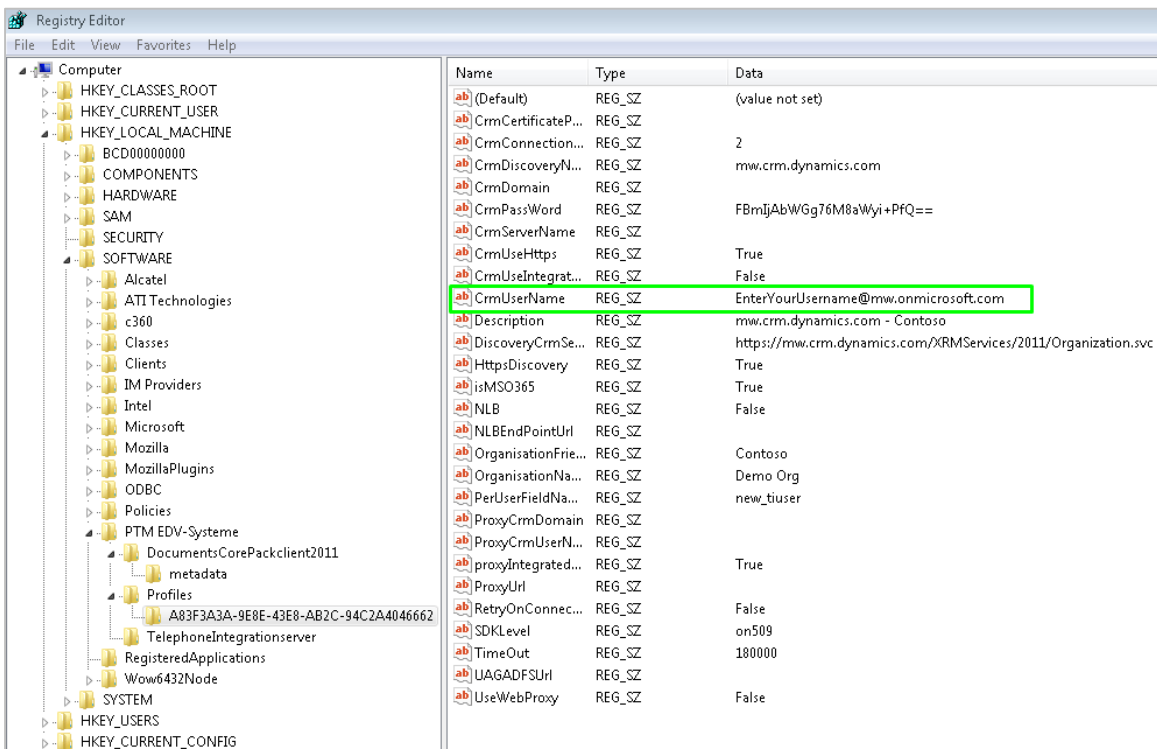 Registry Editor
File Edit View Favorites Help
Computer
HKEY_CLASSES_ROOT
HKEY_CURRENT_USER
HKEY_LOCAL_MACHINE
BCD00000000
COMPONENTS
HARDWARE
SAM
SECURITY
SOFTWARE
Alcatel
ATI Technologies
c360
Classes
Clients
IM Providers
Intel
Microsoft
Mozilla
MozillaPlugins
ODBC
Policies
PTM EDV-Systeme
DocumentsCorePackclient2011
metadata
Profiles
A83F3A3A-9E8E-43E8-AB2C-94C2A4046662
TelephoneIntegrationserver
RegisteredApplications
Wow6432Node
SYSTEM
HKEY_USERS
HKEY_CURRENT_CONFIG
Name Type Data
(Default) REG_SZ (value not set)
CrmCertificateP... REG_SZ
CrmConnection... REG_SZ 2
CrmDiscoveryN... REG_SZ mw.crm.dynamics.com
CrmDomain REG_SZ
CrmPassWord REG_SZ FBmIjAbWGg76M8aWyi+PfQ==
CrmServerName REG_SZ
CrmUseHttps REG_SZ True
CrmUseIntegrat... REG_SZ False
CrmUserName REG_SZ EnterYourUsername@mw.onmicrosoft.com
Description REG_SZ mw.crm.dynamics.com - Contoso
DiscoveryCrmSe... REG_SZ https://mw.crm.dynamics.com/XRMServices/2011/Organization.svc
HttpsDiscovery REG_SZ True
isMSO365 REG_SZ True
NLB REG_SZ False
NLBEndPointUrl REG_SZ
OrganisationFrie... REG_SZ Contoso
OrganisationNa... REG_SZ Demo Org
PerUserFieldNa... REG_SZ new_tiuser
ProxyCrmDomain REG_SZ
ProxyCrmUserN... REG_SZ
proxyIntegrated... REG_SZ True
ProxyUrl REG_SZ
RetryOnConnec... REG_SZ False
SDKLevel REG_SZ on509
TimeOut REG_SZ 180000
UAGADFSUrl REG_SZ
UseWebProxy REG_SZ False